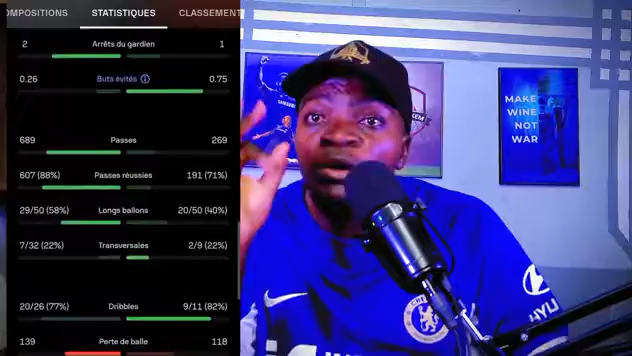 OMPOSITIONS STATISTIQUES CLASSEMENT
2 Arrêts du gardien 1
0.26 Buts évités 0.75
689 Passes 269
607 (88%) Passes réussies 191 (71%)
29/50 (58%) Longs ballons 20/50 (40%)
7/32 (22%) Transversales 2/9 (22%)
20/26 (77%) Dribbles 9/11 (82%)
139 Perte de balle 118
MAKE
WINE
NOT
WAR